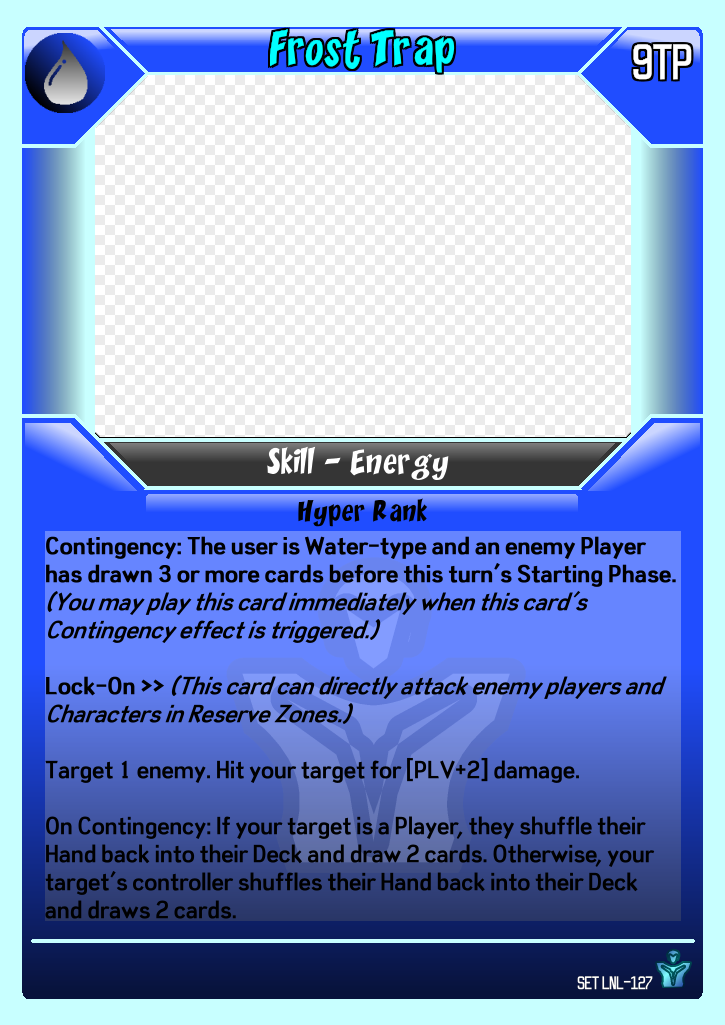 Frost Trap
9TP
Skill - Energy
Hyper Rank
Contingency: The user is Water-type and an enemy Player
has drawn 3 or more cards before this turn's Starting Phase.
(You may play this card immediately when this card's
Contingency effect is triggered.)
Lock-On >> (This card can directly attack enemy players and
Characters in Reserve Zones.)
Target 1 enemy. Hit your target for [PLV+2] damage.
On Contingency: If your target is a Player, they shuffle their
Hand back into their Deck and draw 2 cards. Otherwise, your
target's controller shuffles their Hand back into their Deck
and draws 2 cards.
SET LNL-127